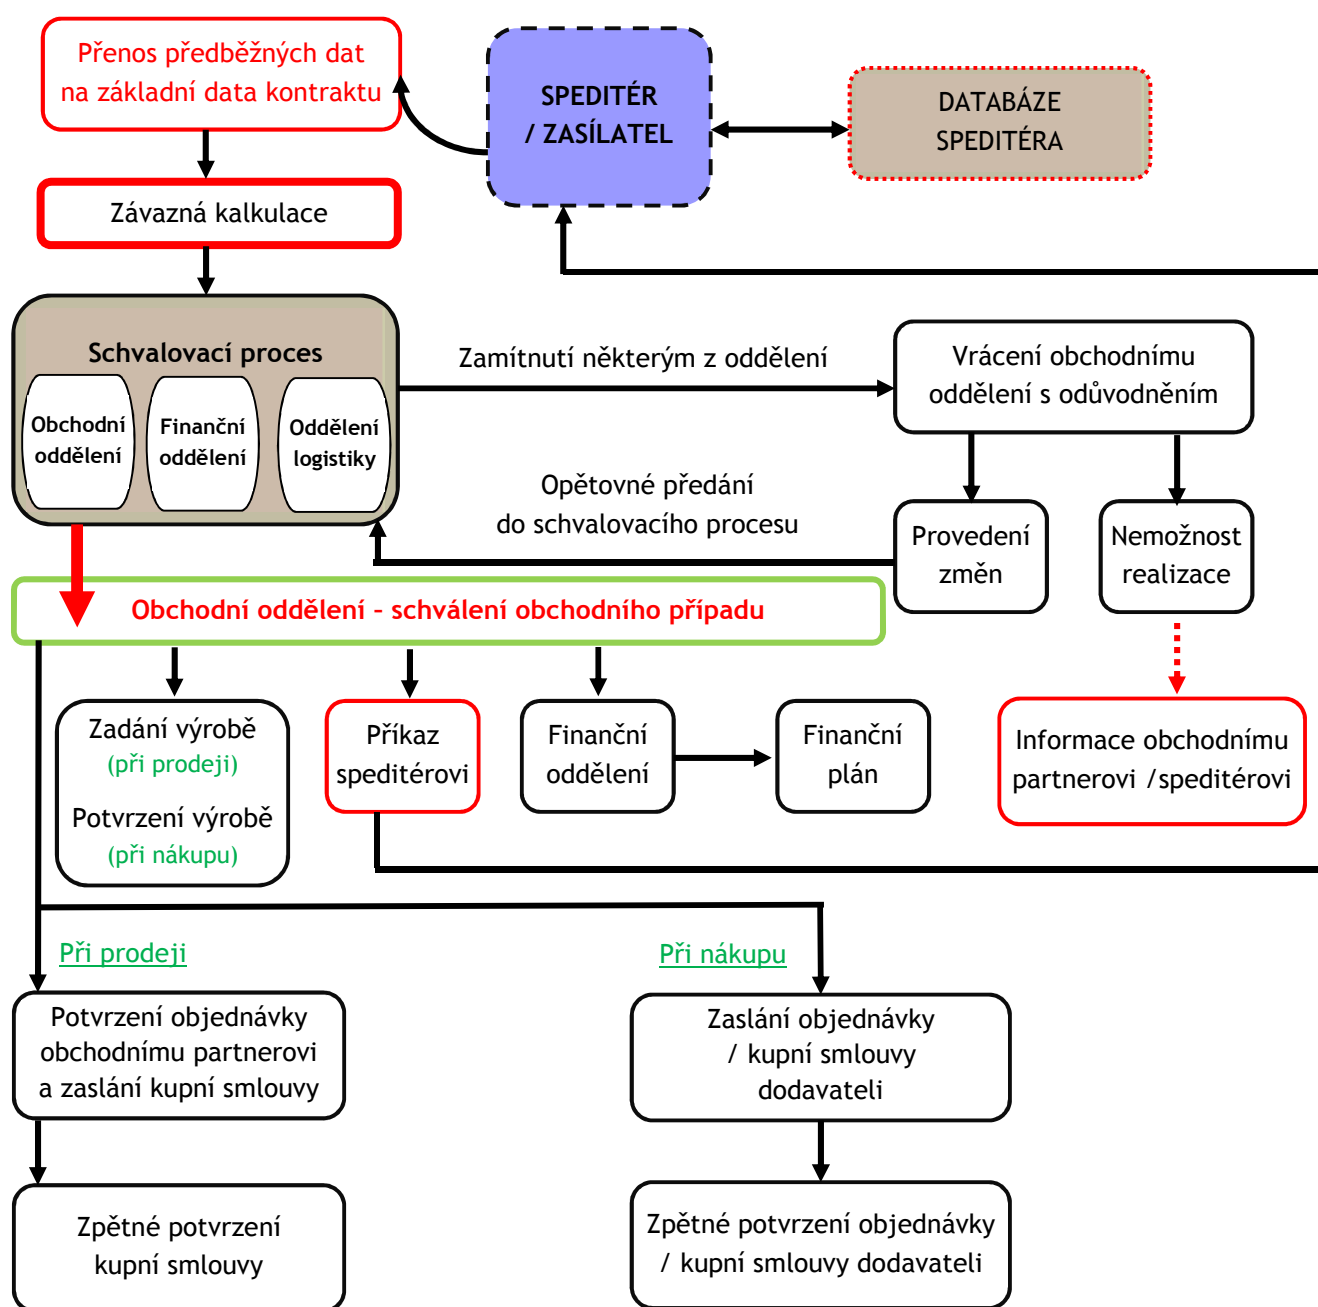 Přenos předběžných dat
na základní data kontraktu
SPEDITÉR
/ ZASÍLATEL
DATABÁZE
SPEDITÉRA
Závazná kalkulace
Schvalovací proces
Obchodní
oddělení
Finanční
oddělení
Oddělení
logistiky
Zamítnutí některým z oddělení
Vrácení obchodnímu
oddělení s odůvodněním
Opětovné předání
do schvalovacího procesu
Provedení
změn
Nemožnost
realizace
Obchodní oddělení – schválení obchodního případu
Zadání výrobě
(při prodeji)
Potvrzení výrobě
(při nákupu)
Příkaz
speditérovi
Finanční
oddělení
Finanční
plán
Informace obchodnímu
partnerovi /speditérovi
Při prodeji
Při nákupu
Potvrzení objednávky
obchodnímu partnerovi
a zaslání kupní smlouvy
Zaslání objednávky
/ kupní smlouvy
dodavateli
Zpětné potvrzení
kupní smlouvy
Zpětné potvrzení objednávky
/ kupní smlouvy dodavateli